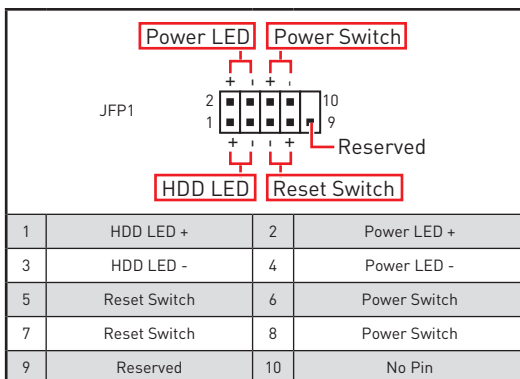 Power LED Power Switch
+ - + -
JFP1
2 10
1 9
+ - - +
Reserved
HDD LED Reset Switch
1 HDD LED + 2 Power LED +
3 HDD LED - 4 Power LED -
5 Reset Switch 6 Power Switch
7 Reset Switch 8 Power Switch
9 Reserved 10 No Pin